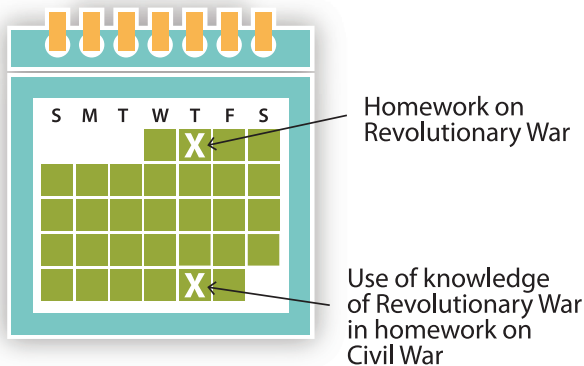 S M T W T F S
X
Homework on
Revolutionary War
X
Use of knowledge
of Revolutionary War
in homework on
Civil War